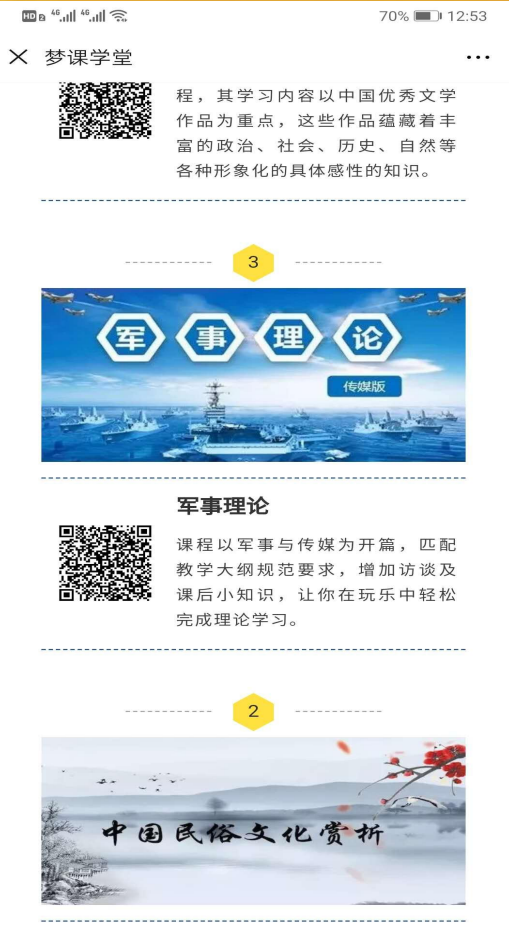 HD 2 4G 4G 70% 12:53
梦课学堂
程，其学习内容以中国优秀文学
作品为重点，这些作品蕴藏着丰
富的政治、社会、历史、自然等
各种形象化的具体感性的知识。
3
军事理论
传媒版
军事理论
课程以军事与传媒为开篇，匹配
教学大纲规范要求，增加访谈及
课后小知识，让你在玩乐中轻松
完成理论学习。
2
中国民俗文化赏析